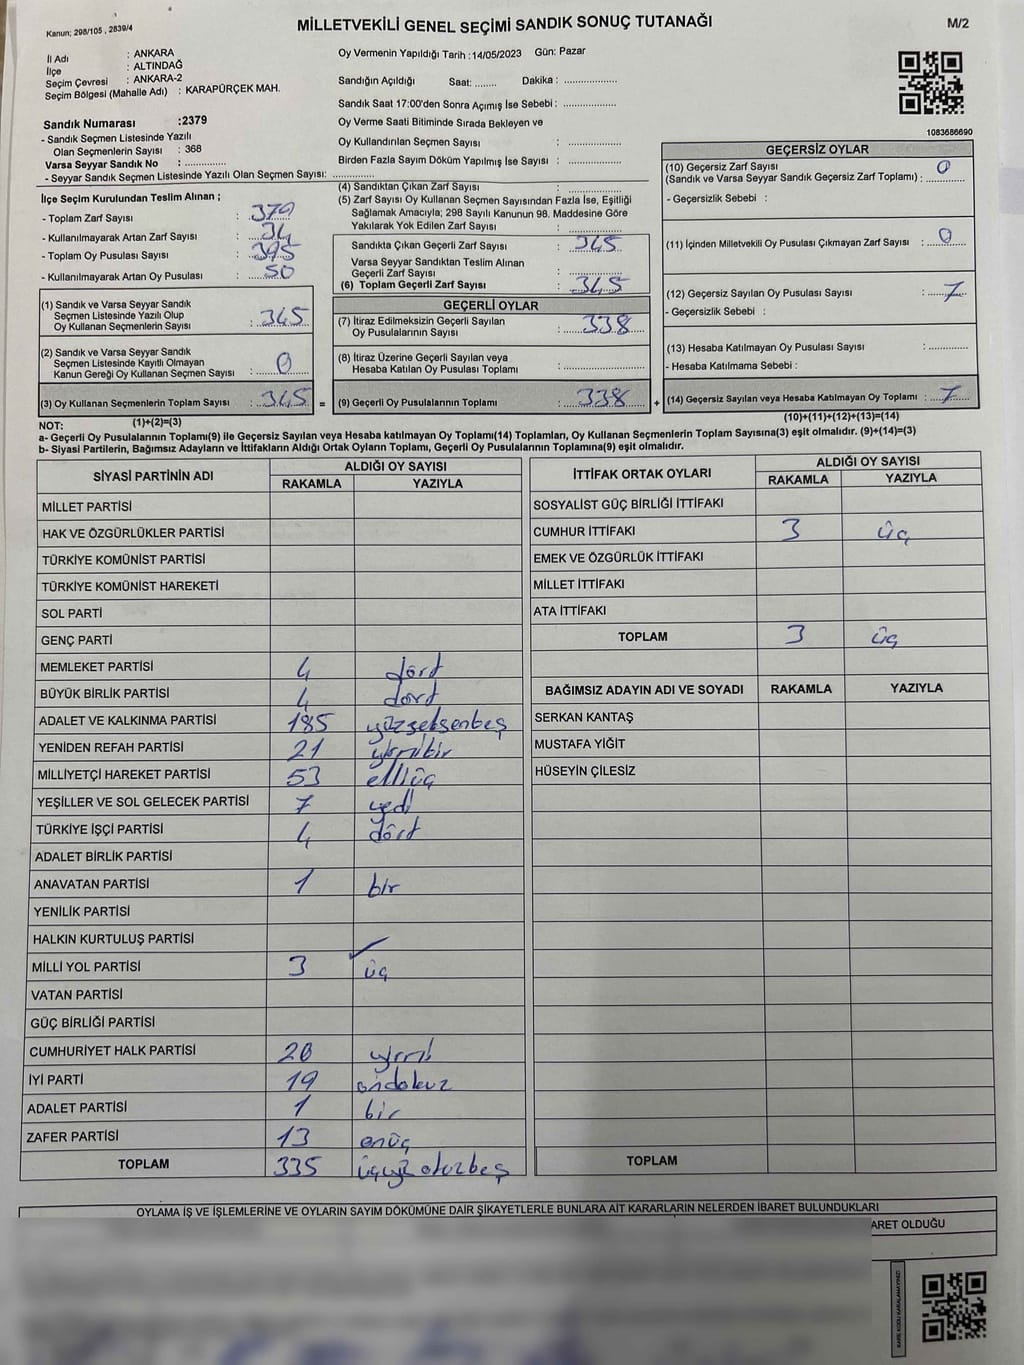 Kanun; 298/105 , 2839/4
MİLLETVEKİLİ GENEL SEÇİMİ SANDIK SONUÇ TUTANAĞI
M/2
İl Adı : ANKARA
İlçe : ALTINDAĞ
Seçim Çevresi : ANKARA-2
Seçim Bölgesi (Mahalle Adı) : KARAPÜRÇEK MAH.
Sandık Numarası :2379
- Sandık Seçmen Listesinde Yazılı
Olan Seçmenlerin Sayısı : 368
Varsa Seyyar Sandık No : ..............
- Seyyar Sandık Seçmen Listesinde Yazılı Olan Seçmen Sayısı: ..............
Oy Vermenin Yapıldığı Tarih :14/05/2023 Gün: Pazar
Sandığın Açıldığı Saat: ........ Dakika : ..............
Sandık Saat 17:00'den Sonra Açımış İse Sebebi : ..............
Oy Verme Saati Bitiminde Sırada Bekleyen ve
Oy Kullandırılan Seçmen Sayısı : ..............
Birden Fazla Sayım Döküm Yapılmış İse Sayısı : ..............
1083686690
İlçe Seçim Kurulundan Teslim Alınan ;
- Toplam Zarf Sayısı : 379
- Kullanılmayarak Artan Zarf Sayısı : 34
- Toplam Oy Pusulası Sayısı : 395
- Kullanılmayarak Artan Oy Pusulası : 50
(1) Sandık ve Varsa Seyyar Sandık
Seçmen Listesinde Yazılı Olup
Oy Kullanan Seçmenlerin Sayısı : 345
(2) Sandık ve Varsa Seyyar Sandık
Seçmen Listesinde Kayıtlı Olmayan
Kanun Gereği Oy Kullanan Seçmen Sayısı : 0
(3) Oy Kullanan Seçmenlerin Toplam Sayısı : 345 =
(1)+(2)=(3)
(4) Sandıktan Çıkan Zarf Sayısı : ..............
(5) Zarf Sayısı Oy Kullanan Seçmen Sayısından Fazla İse, Eşitliği
Sağlamak Amacıyla; 298 Sayılı Kanunun 98. Maddesine Göre
Yakılarak Yok Edilen Zarf Sayısı : ..............
Sandıkta Çıkan Geçerli Zarf Sayısı : 345
Varsa Seyyar Sandıktan Teslim Alınan
Geçerli Zarf Sayısı : ..............
(6) Toplam Geçerli Zarf Sayısı : 345
GEÇERLİ OYLAR
(7) İtiraz Edilmeksizin Geçerli Sayılan
Oy Pusulalarının Sayısı : 338
(8) İtiraz Üzerine Geçerli Sayılan veya
Hesaba Katılan Oy Pusulası Toplamı : ..............
(9) Geçerli Oy Pusulalarının Toplamı : 338 +
GEÇERSİZ OYLAR
(10) Geçersiz Zarf Sayısı 0
(Sandık ve Varsa Seyyar Sandık Geçersiz Zarf Toplamı) : ..........
- Geçersizlik Sebebi :
(11) İçinden Milletvekili Oy Pusulası Çıkmayan Zarf Sayısı : 0
(12) Geçersiz Sayılan Oy Pusulası Sayısı : 7
- Geçersizlik Sebebi :
(13) Hesaba Katılmayan Oy Pusulası Sayısı : ..............
- Hesaba Katılmama Sebebi :
(14) Geçersiz Sayılan veya Hesaba Katılmayan Oy Toplamı : 7
(10)+(11)+(12)+(13)=(14)
NOT:
a- Geçerli Oy Pusulalarının Toplamı(9) ile Geçersiz Sayılan veya Hesaba katılmayan Oy Toplamı(14) Toplamları, Oy Kullanan Seçmenlerin Toplam Sayısına(3) eşit olmalıdır. (9)+(14)=(3)
b- Siyasi Partilerin, Bağımsız Adayların ve İttifakların Aldığı Ortak Oyların Toplamı, Geçerli Oy Pusulalarının Toplamına(9) eşit olmalıdır.
SİYASİ PARTİNİN ADI ALDIĞI OY SAYISI
RAKAMLA YAZIYLA
MİLLET PARTİSİ
HAK VE ÖZGÜRLÜKLER PARTİSİ
TÜRKİYE KOMÜNİST PARTİSİ
TÜRKİYE KOMÜNİST HAREKETİ
SOL PARTİ
GENÇ PARTİ
MEMLEKET PARTİSİ 4 dört
BÜYÜK BİRLİK PARTİSİ 4 dört
ADALET VE KALKINMA PARTİSİ 185 yüzseksenbeş
YENİDEN REFAH PARTİSİ 21 yirmibir
MİLLİYETÇİ HAREKET PARTİSİ 53 elliüç
YEŞİLLER VE SOL GELECEK PARTİSİ 7 yedi
TÜRKİYE İŞÇİ PARTİSİ 4 dört
ADALET BİRLİK PARTİSİ
ANAVATAN PARTİSİ 1 bir
YENİLİK PARTİSİ
HALKIN KURTULUŞ PARTİSİ
MİLLİ YOL PARTİSİ 3 üç
VATAN PARTİSİ
GÜÇ BİRLİĞİ PARTİSİ
CUMHURİYET HALK PARTİSİ 20 yirmi
İYİ PARTİ 19 ondokuz
ADALET PARTİSİ 1 bir
ZAFER PARTİSİ 13 onüç
TOPLAM 335 üçyüzotuzbeş
İTTİFAK ORTAK OYLARI ALDIĞI OY SAYISI
RAKAMLA YAZIYLA
SOSYALİST GÜÇ BİRLİĞİ İTTİFAKI
CUMHUR İTTİFAKI 3 üç
EMEK VE ÖZGÜRLÜK İTTİFAKI
MİLLET İTTİFAKI
ATA İTTİFAKI
TOPLAM 3 üç
BAĞIMSIZ ADAYIN ADI VE SOYADI RAKAMLA YAZIYLA
SERKAN KANTAŞ
MUSTAFA YİĞİT
HÜSEYİN ÇİLESİZ
TOPLAM
OYLAMA İŞ VE İŞLEMLERİNE VE OYLARIN SAYIM DÖKÜMÜNE DAİR ŞİKAYETLERLE BUNLARA AİT KARARLARIN NELERDEN İBARET BULUNDUKLARI
ARET OLDUĞU